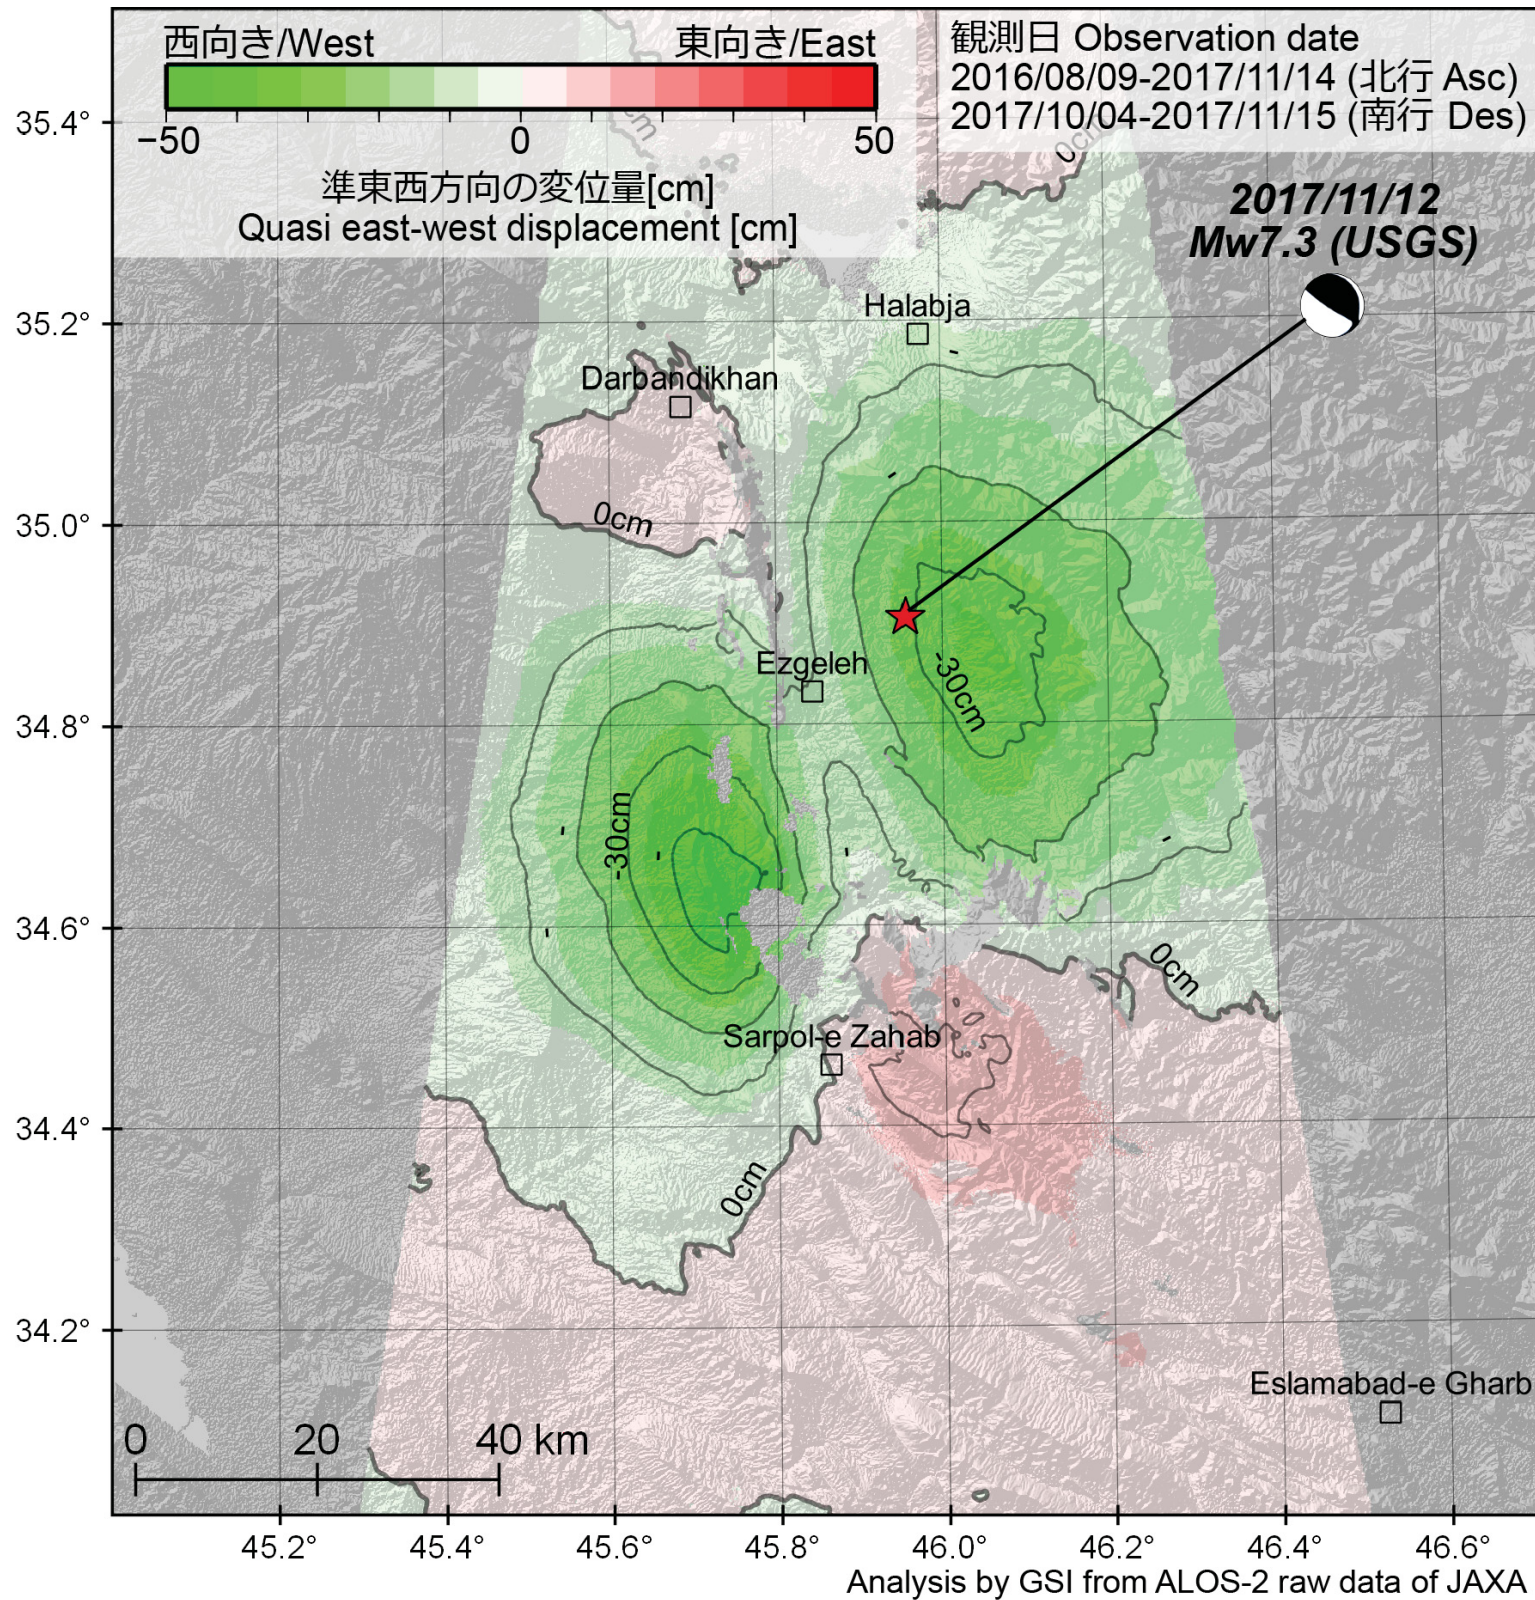 西向き/West
東向き/East
−50
0
50
準東西方向の変位量[cm]
Quasi east-west displacement [cm]
観測日 Observation date
2016/08/09-2017/11/14 (北行 Asc)
2017/10/04-2017/11/15 (南行 Des)
cm
0cm
2017/11/12
Mw7.3 (USGS)
Halabja
Darbandikhan
0cm
Ezgeleh
-30cm
-30cm
0cm
Sarpol-e Zahab
0cm
Eslamabad-e Gharb
0
20
40 km
35.4°
35.2°
35.0°
34.8°
34.6°
34.4°
34.2°
45.2°
45.4°
45.6°
45.8°
46.0°
46.2°
46.4°
46.6°
Analysis by GSI from ALOS-2 raw data of JAXA